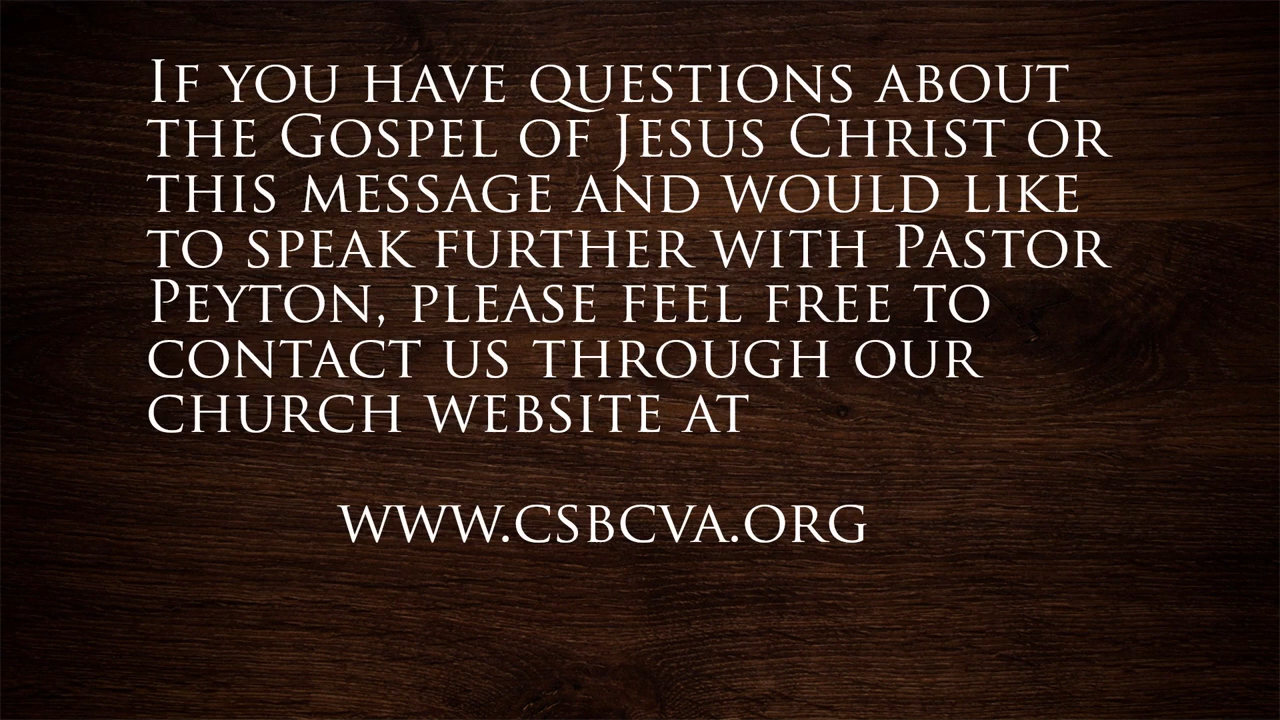 If you have questions about
the Gospel of Jesus Christ or
this message and would like
to speak further with Pastor
Peyton, please feel free to
contact us through our
church website at
www.csbcva.org